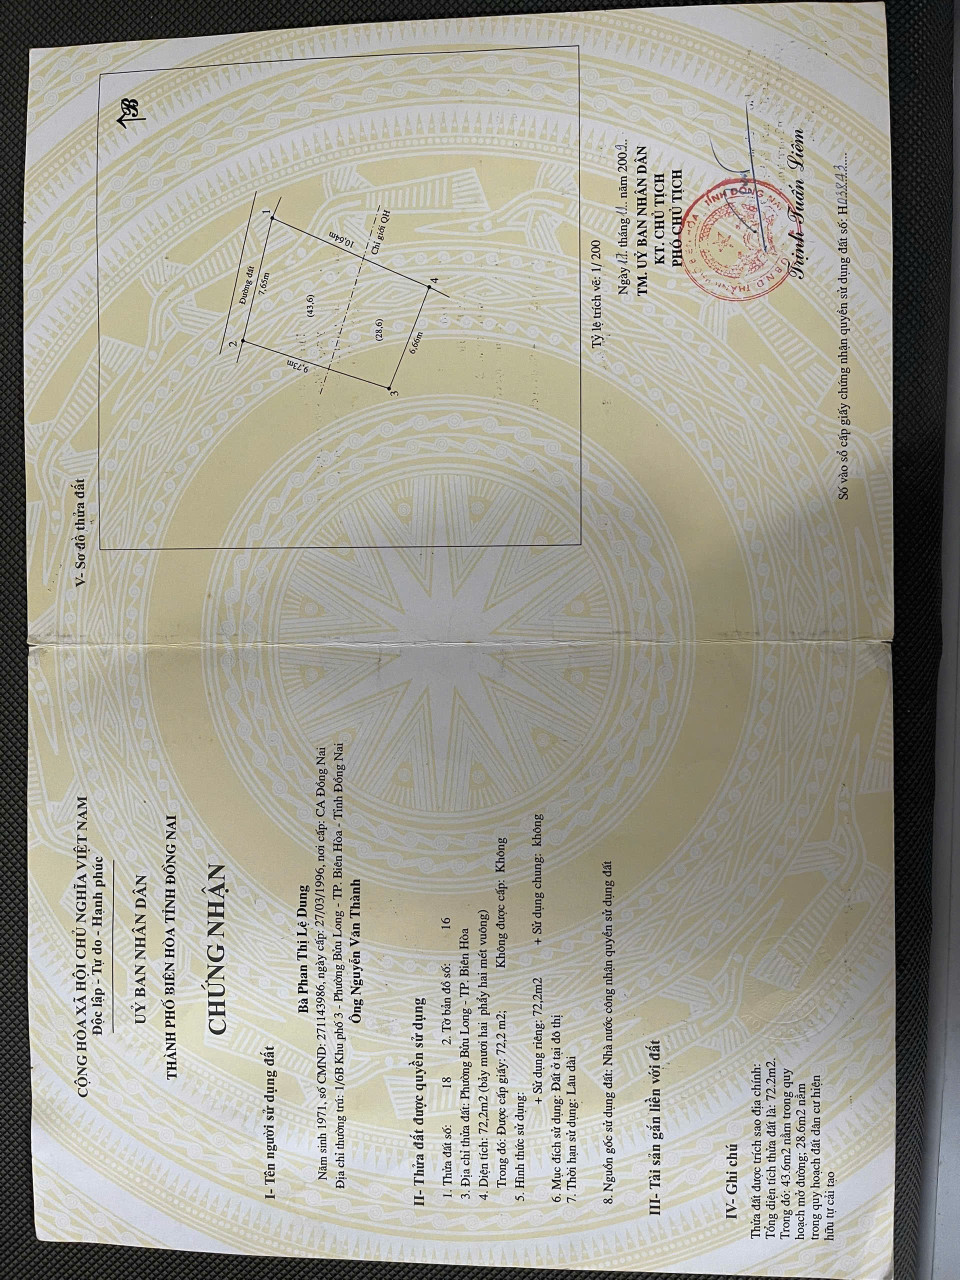 CỘNG HÒA XÃ HỘI CHỦ NGHĨA VIỆT NAM
Độc lập - Tự do - Hạnh phúc
UỶ BAN NHÂN DÂN
THÀNH PHỐ BIÊN HÒA TỈNH ĐỒNG NAI
CHỨNG NHẬN
I- Tên người sử dụng đất
Bà Phan Thị Lệ Dung
Năm sinh 1971, số CMND: 271143986, ngày cấp: 27/03/1996, nơi cấp: CA Đồng Nai
Địa chỉ thường trú: 1/6B Khu phố 3 - Phường Bửu Long - TP. Biên Hòa - Tỉnh Đồng Nai
Ông Nguyễn Văn Thành
II- Thửa đất được quyền sử dụng
1. Thửa đất số: 18 2. Tờ bản đồ số: 16
3. Địa chỉ thửa đất: Phường Bửu Long - TP. Biên Hòa
4. Diện tích: 72,2m2 (bảy mươi hai phẩy hai mét vuông)
Trong đó: Được cấp giấy: 72,2 m2; Không được cấp: Không
5. Hình thức sử dụng:
+ Sử dụng riêng: 72,2m2 + Sử dụng chung: không
6. Mục đích sử dụng: Đất ở tại đô thị
7. Thời hạn sử dụng: Lâu dài
8. Nguồn gốc sử dụng đất: Nhà nước công nhận quyền sử dụng đất
III- Tài sản gắn liền với đất
IV- Ghi chú
Thửa đất được trích sao địa chính:
Tổng diện tích thửa đất là: 72.2m2.
Trong đó: 43.6m2 nằm trong quy
hoạch mở đường; 28.6m2 nằm
trong quy hoạch đất dân cư hiện
hữu tự cải tạo
V- Sơ đồ thửa đất
B
Đường đất
2
7,65m
1
10,64m
Chỉ giới QH
(43,6)
9,73m
(28,6)
4
6,66m
3
Tỷ lệ trích vẽ: 1/ 200
Ngày 17 tháng 11 năm 2009
TM. UỶ BAN NHÂN DÂN
KT. CHỦ TỊCH
PHÓ CHỦ TỊCH
Trịnh Tuấn Liêm
Số vào sổ cấp giấy chứng nhận quyền sử dụng đất số: H